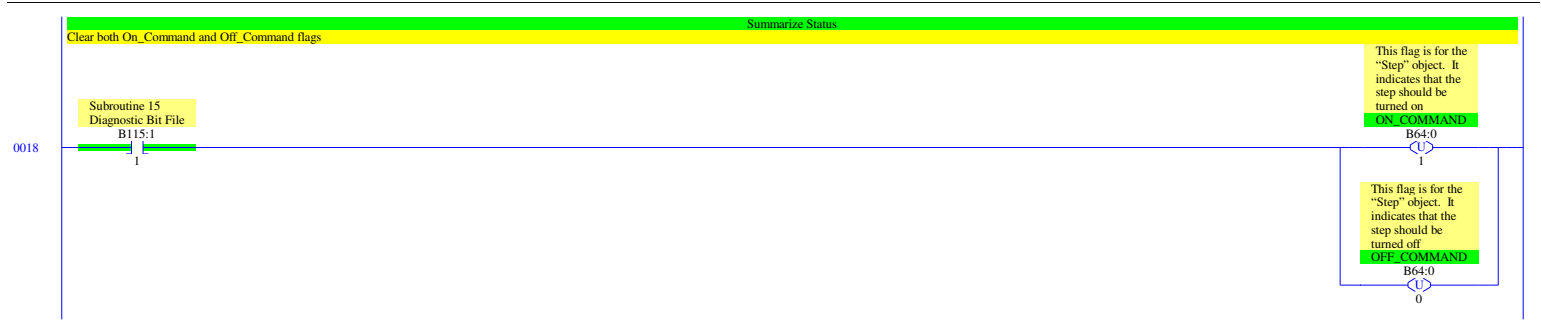 Summarize Status
Clear both On_Command and Off_Command flags
This flag is for the
“Step” object.  It
indicates that the
step should be
turned on
ON_COMMAND
B64:0
U
1
Subroutine 15
Diagnostic Bit File
B115:1
1
0018
This flag is for the
“Step” object.  It
indicates that the
step should be
turned off
OFF_COMMAND
B64:0
U
0